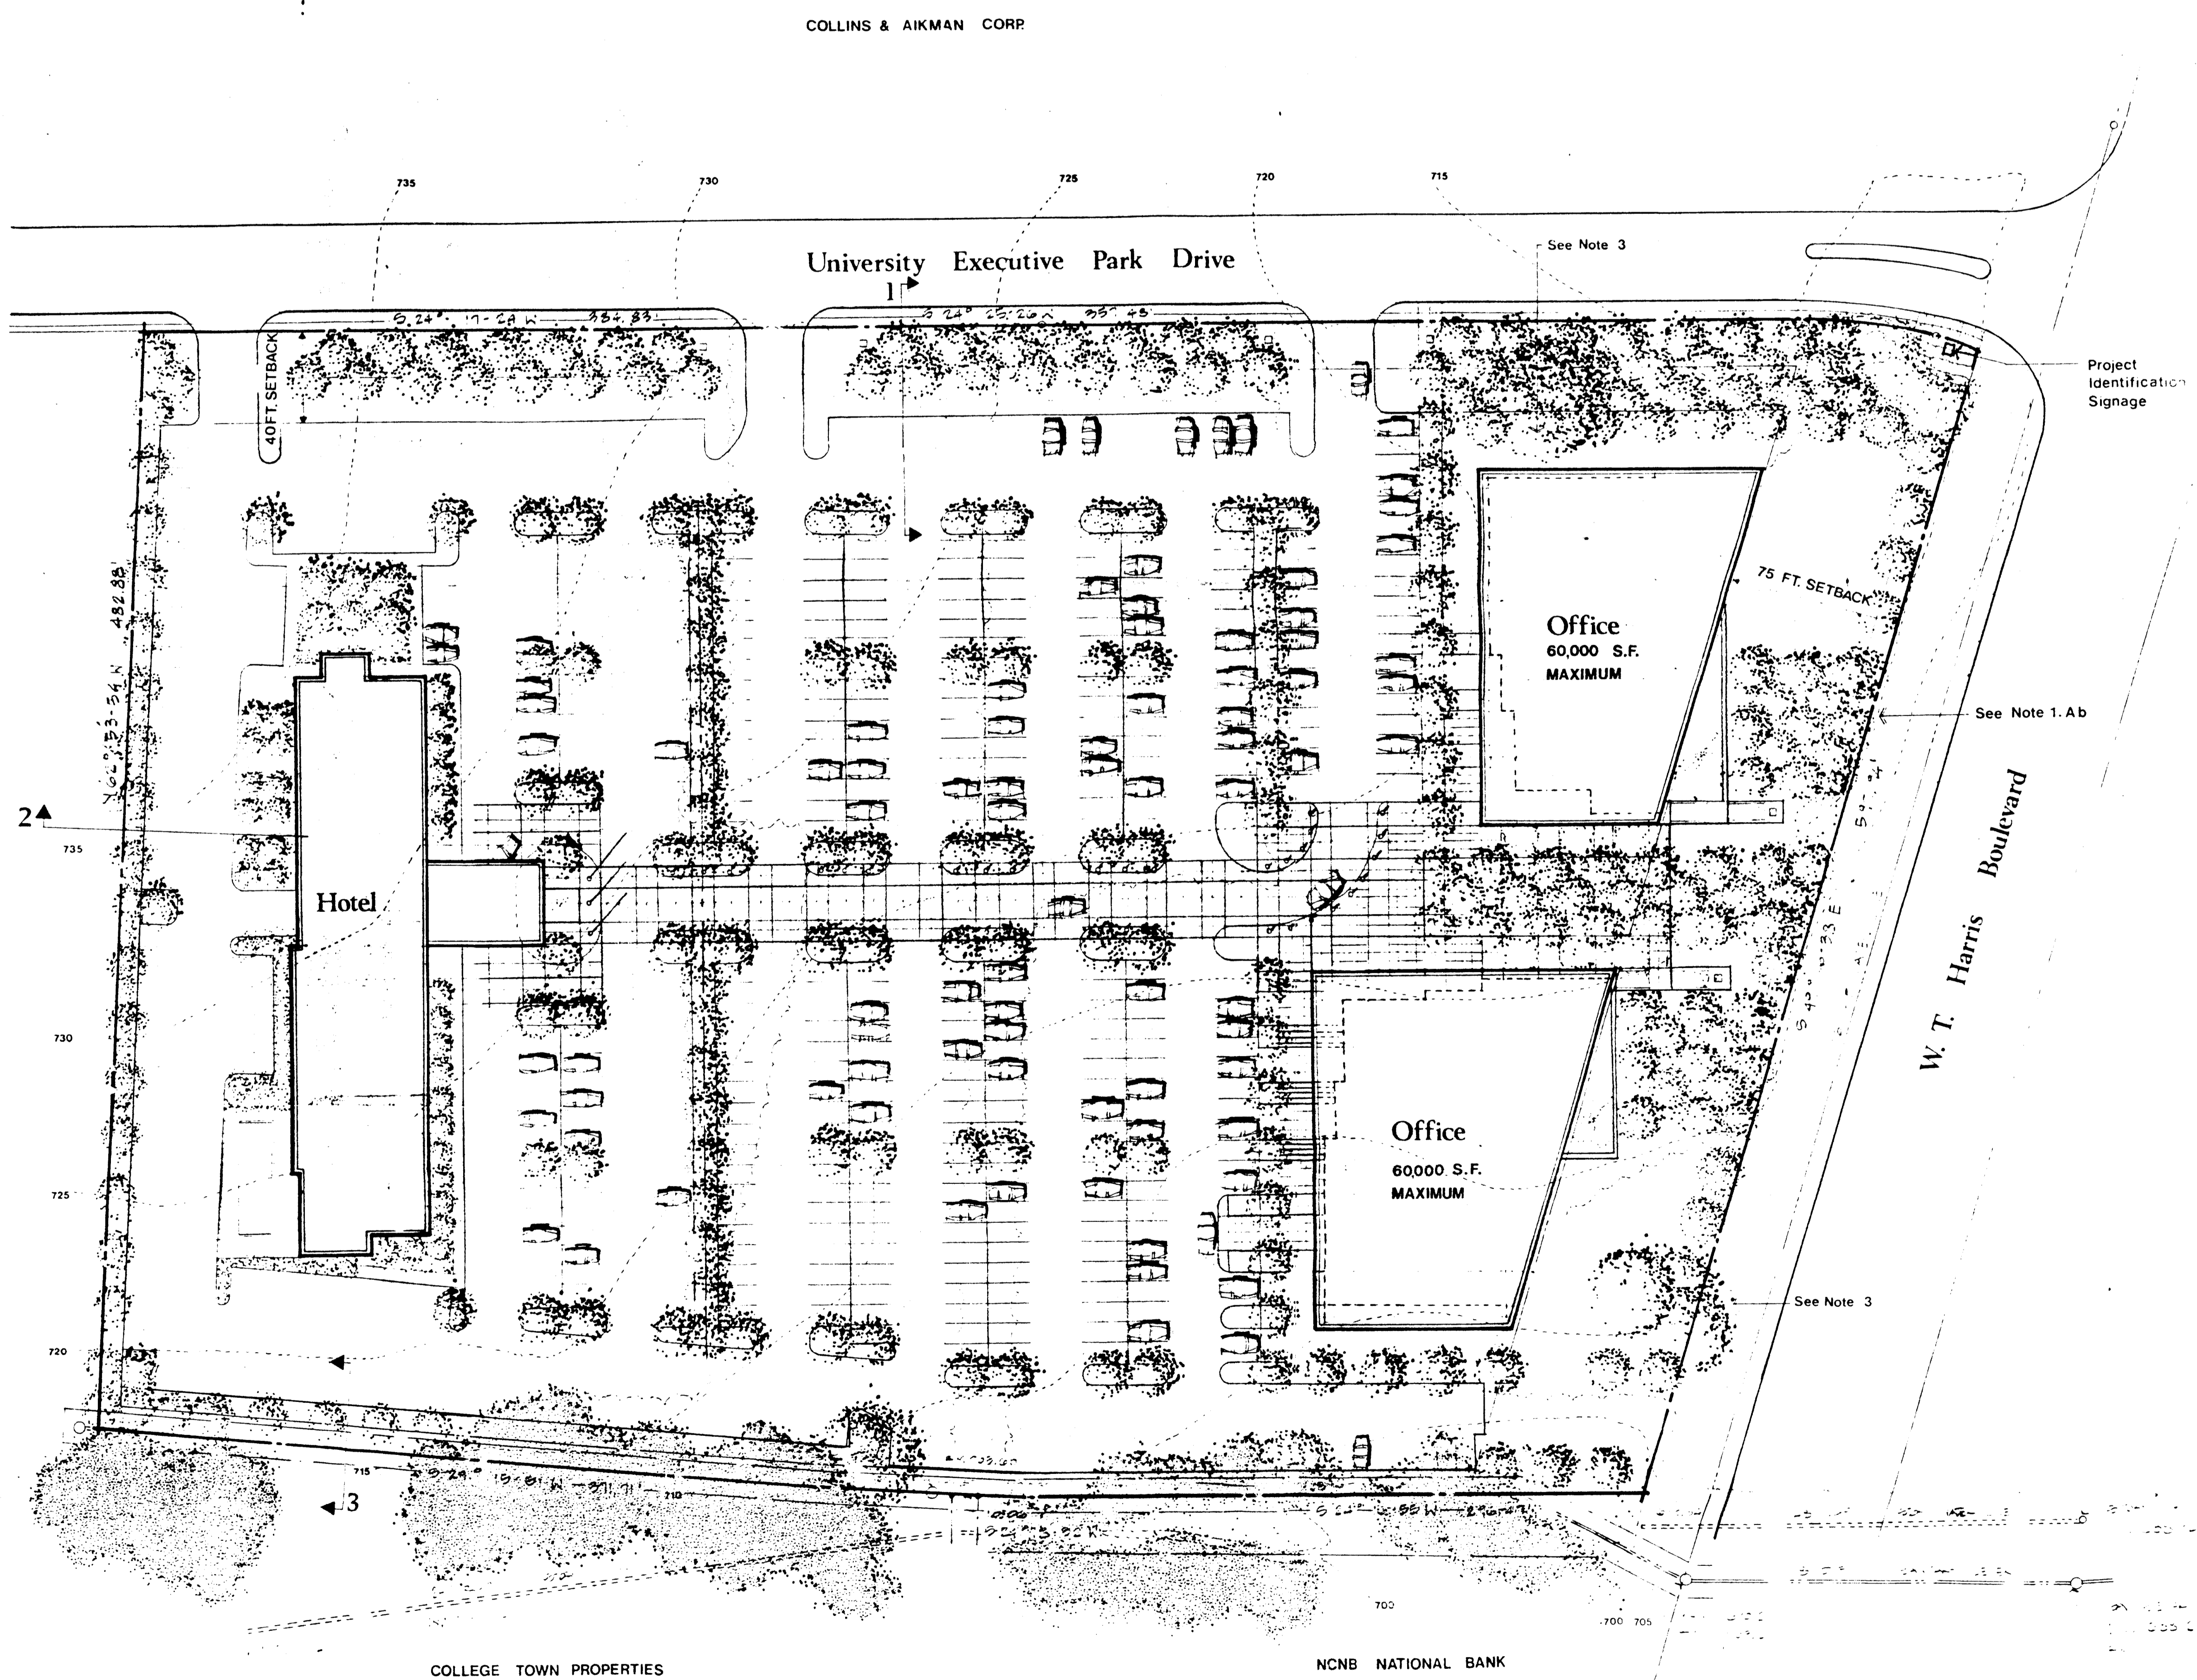 COLLINS & AIKMAN CORP.
735
730
725
720
715
University Executive Park Drive
See Note 3
1
40 FT. SETBACK
Project
Identification
Signage
482.88'
75 FT. SETBACK
Office
60,000 S.F.
MAXIMUM
See Note 1. Ab
2
735
Hotel
W. T. Harris Boulevard
730
Office
60,000 S.F.
MAXIMUM
725
See Note 3
720
715
3
710
700
700 705
COLLEGE TOWN PROPERTIES
NCNB NATIONAL BANK